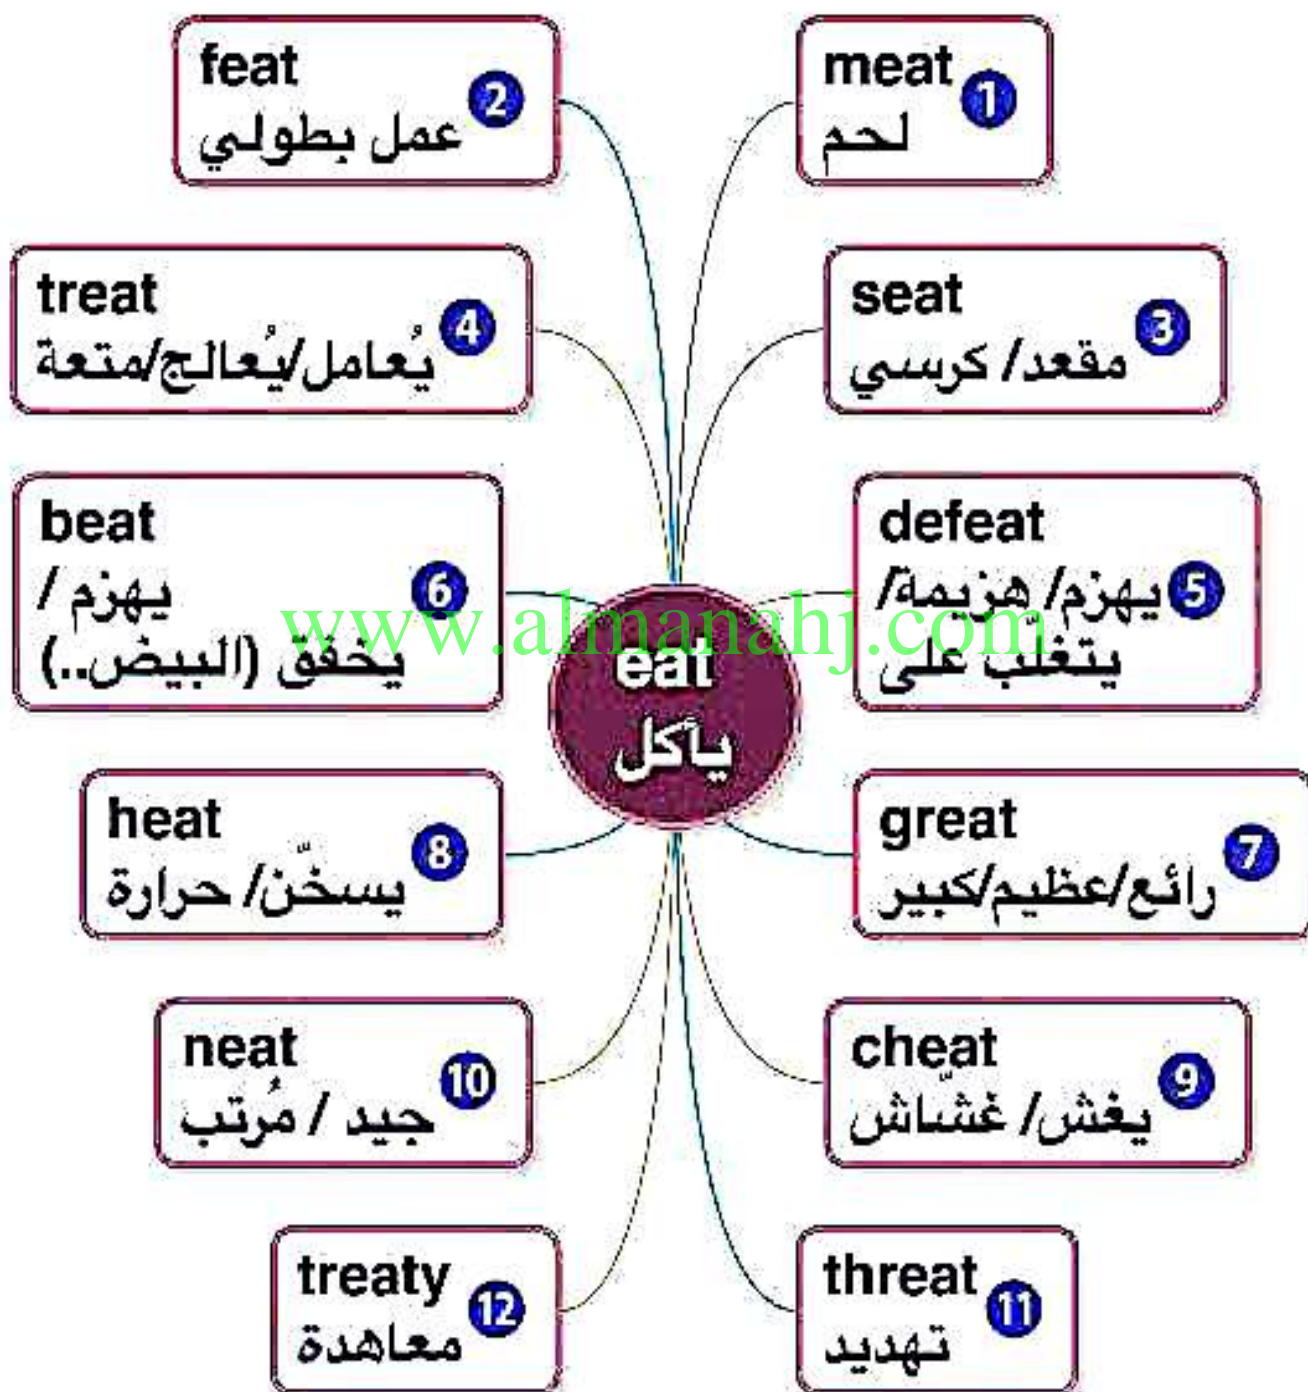 meat
1
لحم
feat
2
عمل بطولي
seat
3
مقعد/ كرسي
treat
4
يُعامل/يُعالج/متعة
defeat
5
يهزم/ هزيمة/
يتغلّب على
beat
6
يهزم /
يخفق (البيض..)
www.almanahj.com
eat
يأكل
great
7
رائع/عظيم/كبير
heat
8
يسخّن/ حرارة
cheat
9
يغش/ غشّاش
neat
10
جيد / مُرتب
threat
11
تهديد
treaty
12
معاهدة